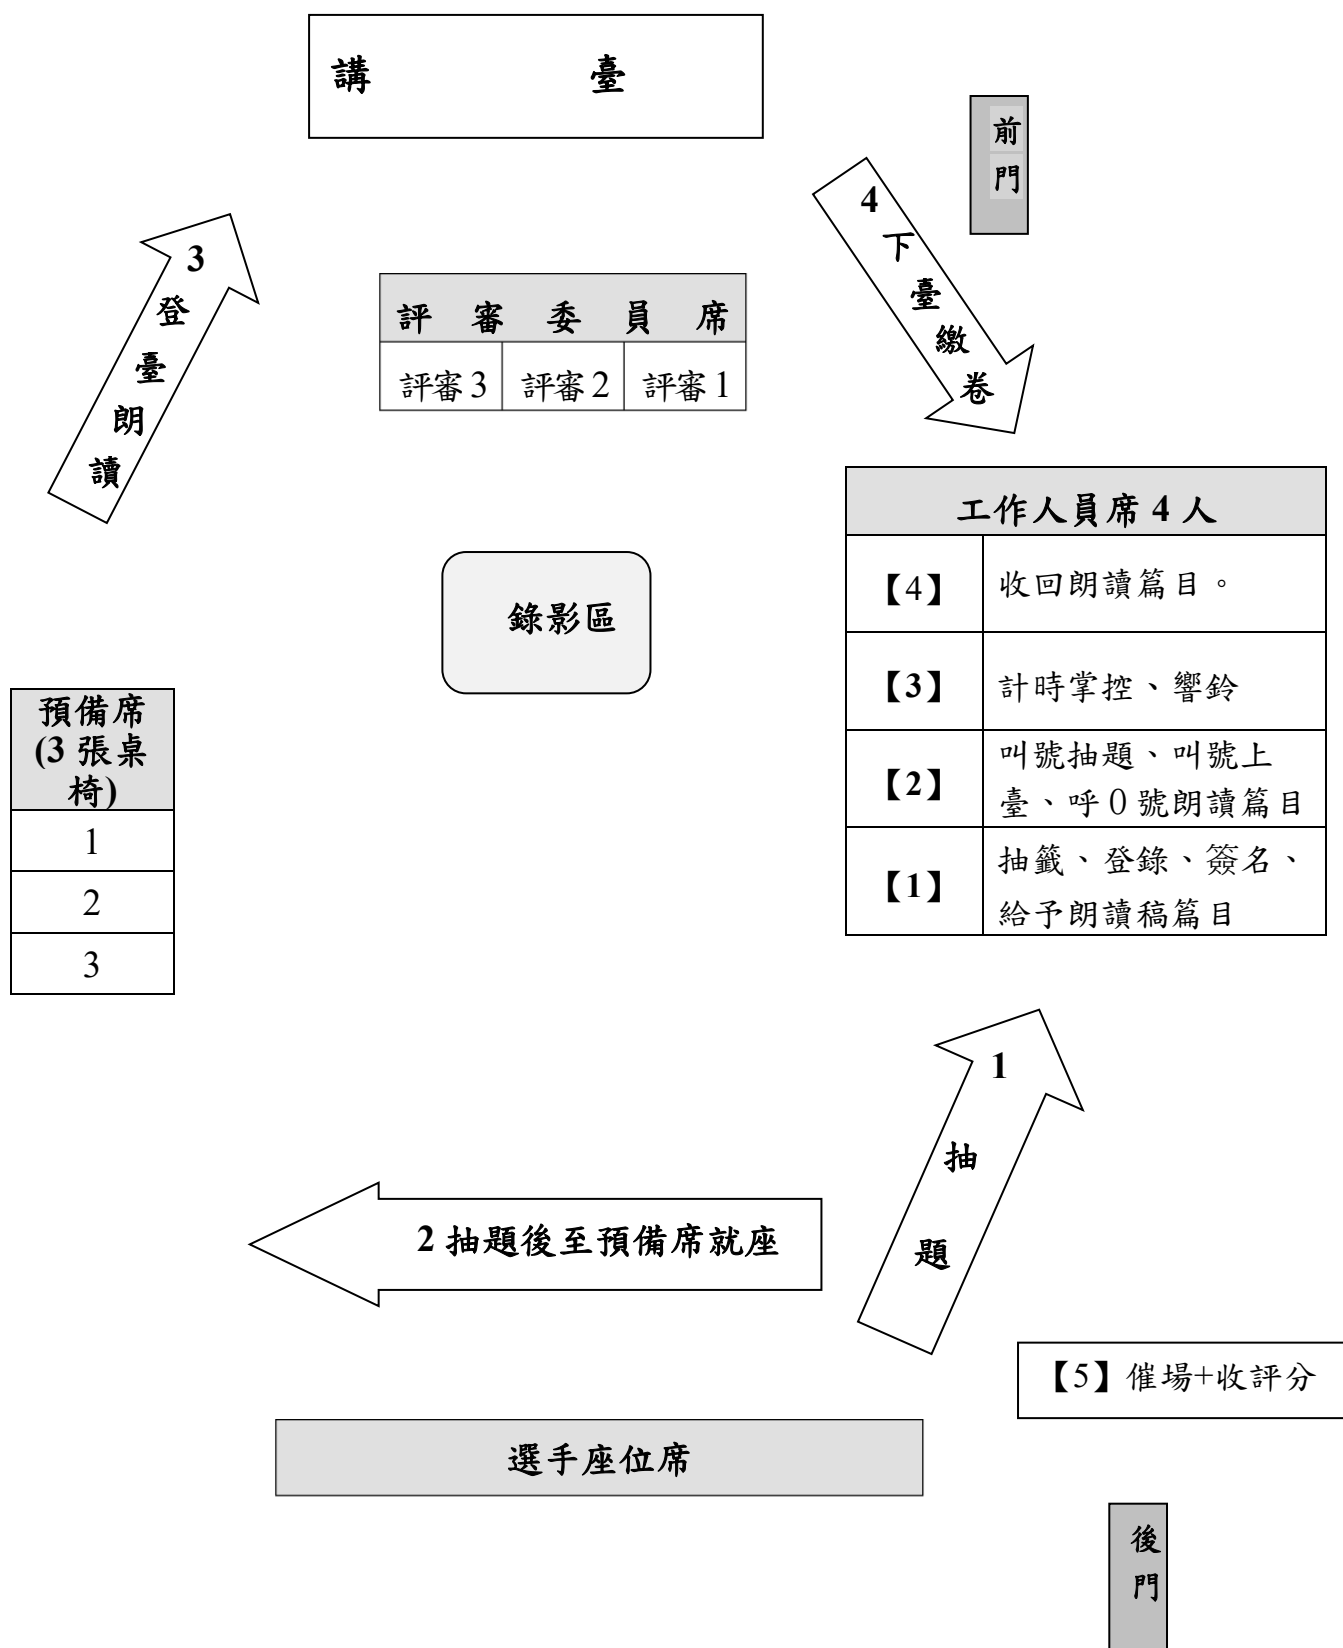 講 臺
前
門
4
下
臺
繳
卷
3
登
臺
朗
讀
評 審 委 員 席
評審3 評審2 評審1
工作人員席 4 人
【4】 收回朗讀篇目。
【3】 計時掌控、響鈴
【2】 叫號抽題、叫號上
臺、呼0號朗讀篇目
【1】 抽籤、登錄、簽名、
給予朗讀稿篇目
錄影區
預備席
(3 張桌
椅)
1
2
3
1
抽
題
2 抽題後至預備席就座
【5】催場+收評分
選手座位席
後
門